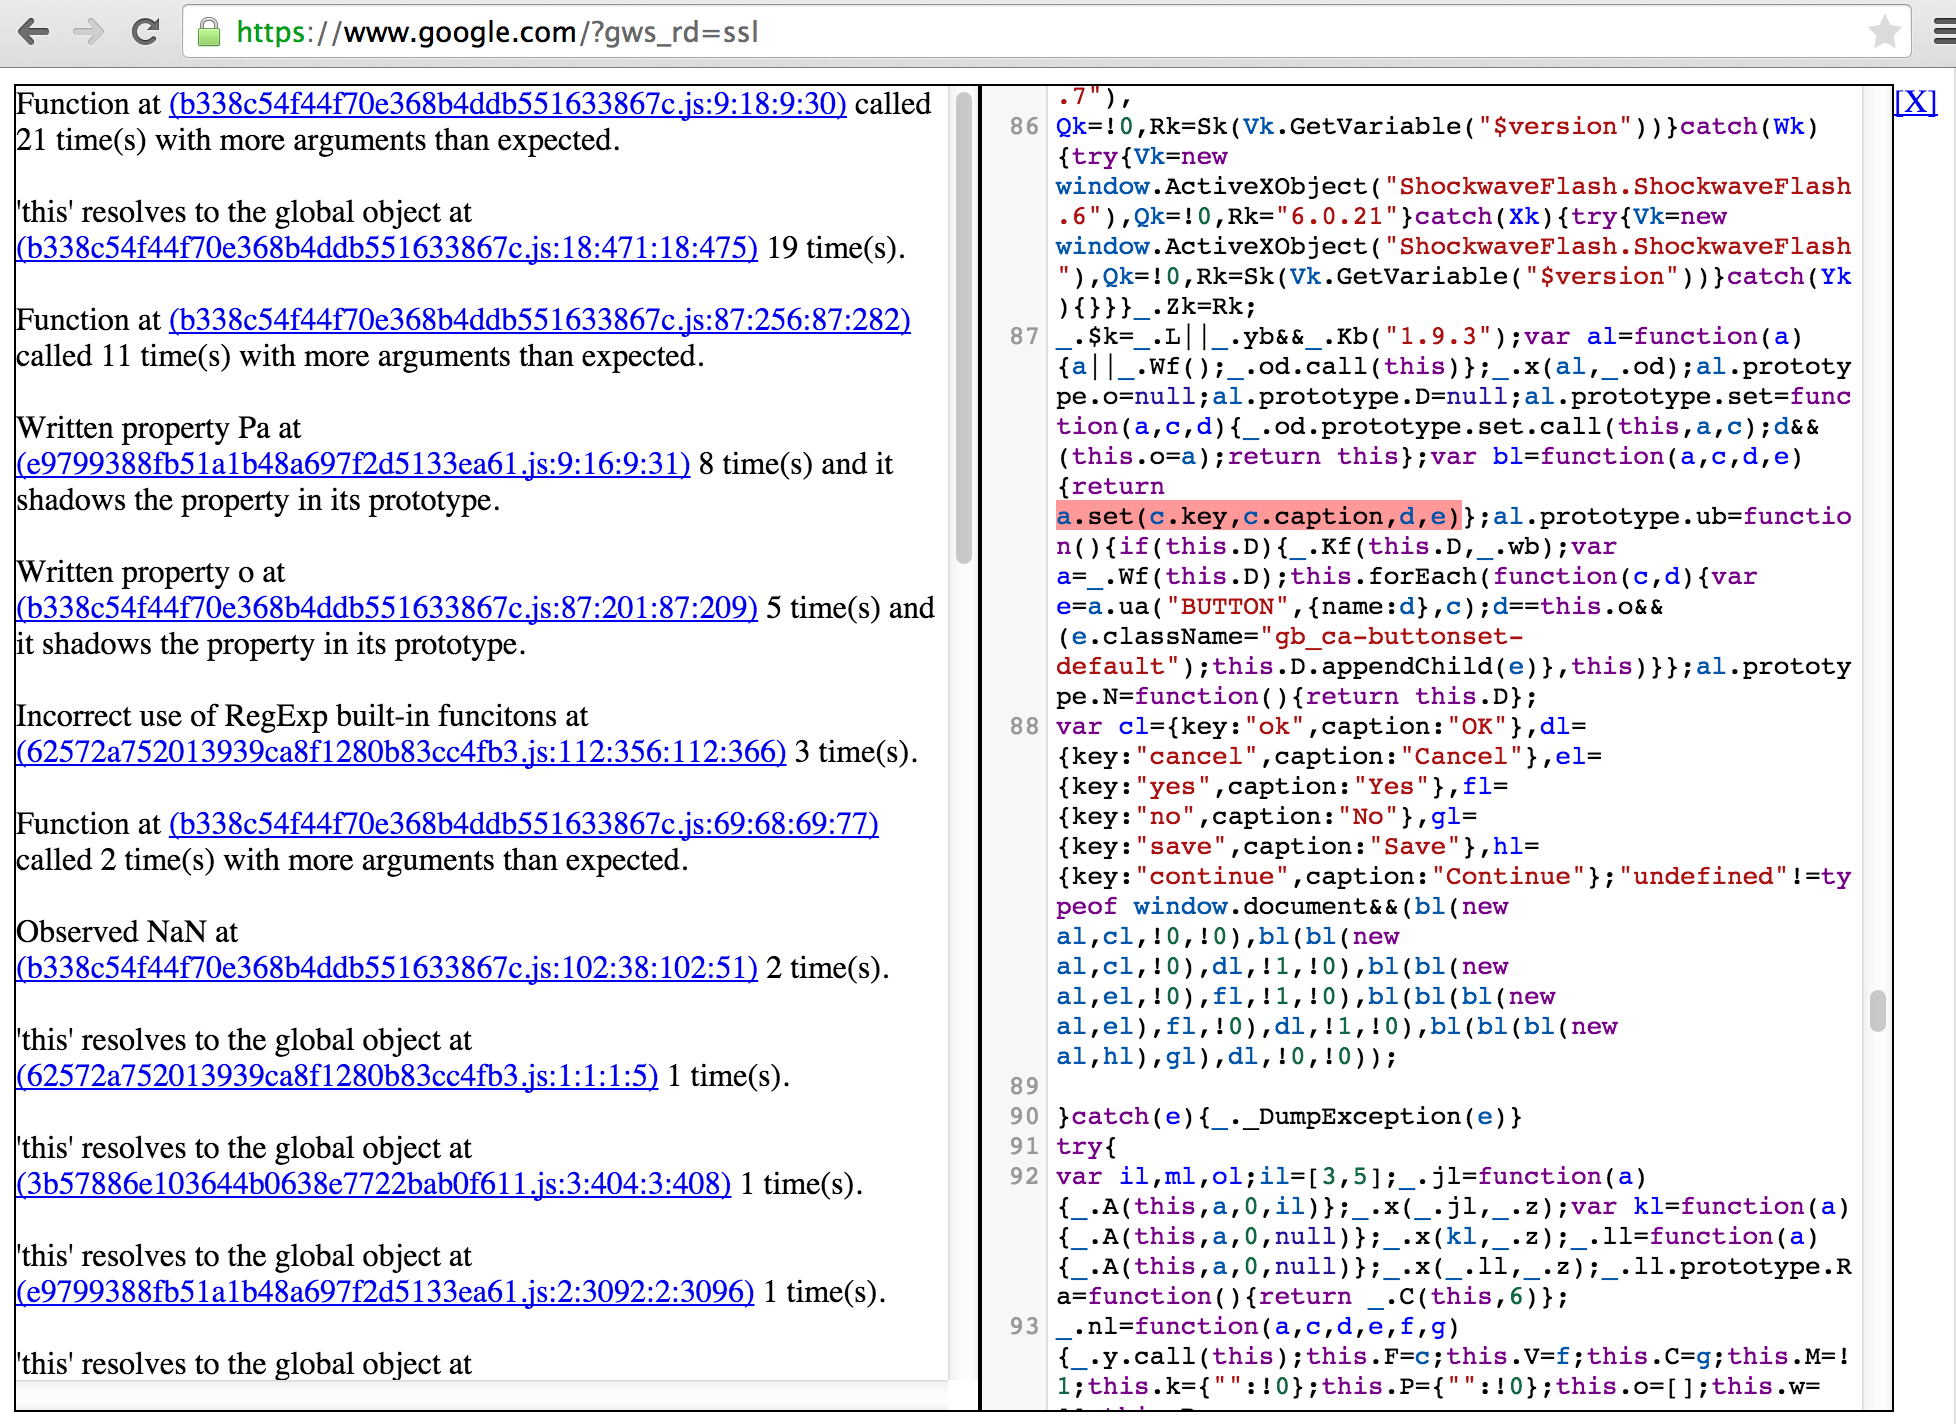 https://www.google.com/?gws_rd=ssl
Function at (b338c54f44f70e368b4ddb551633867c.js:9:18:9:30) called
21 time(s) with more arguments than expected.
'this' resolves to the global object at
(b338c54f44f70e368b4ddb551633867c.js:18:471:18:475) 19 time(s).
Function at (b338c54f44f70e368b4ddb551633867c.js:87:256:87:282)
called 11 time(s) with more arguments than expected.
Written property Pa at
(e9799388fb51a1b48a697f2d5133ea61.js:9:16:9:31) 8 time(s) and it
shadows the property in its prototype.
Written property o at
(b338c54f44f70e368b4ddb551633867c.js:87:201:87:209) 5 time(s) and
it shadows the property in its prototype.
Incorrect use of RegExp built-in funcitons at
(62572a752013939ca8f1280b83cc4fb3.js:112:356:112:366) 3 time(s).
Function at (b338c54f44f70e368b4ddb551633867c.js:69:68:69:77)
called 2 time(s) with more arguments than expected.
Observed NaN at
(b338c54f44f70e368b4ddb551633867c.js:102:38:102:51) 2 time(s).
'this' resolves to the global object at
(62572a752013939ca8f1280b83cc4fb3.js:1:1:1:5) 1 time(s).
'this' resolves to the global object at
(3b57886e103644b0638e7722bab0f611.js:3:404:3:408) 1 time(s).
'this' resolves to the global object at
(e9799388fb51a1b48a697f2d5133ea61.js:2:3092:2:3096) 1 time(s).
'this' resolves to the global object at
.7"),
86 Qk=!0,Rk=Sk(Vk.GetVariable("$version"))}catch(Wk)
{try{Vk=new
window.ActiveXObject("ShockwaveFlash.ShockwaveFlash
.6"),Qk=!0,Rk="6.0.21"}catch(Xk){try{Vk=new
window.ActiveXObject("ShockwaveFlash.ShockwaveFlash
"),Qk=!0,Rk=Sk(Vk.GetVariable("$version"))}catch(Yk
){}}}_.Zk=Rk;
87 _.$k=_.L||_.yb&&_.Kb("1.9.3");var al=function(a)
{a||_.Wf();_.od.call(this)};_.x(al,_.od);al.prototy
pe.o=null;al.prototype.D=null;al.prototype.set=func
tion(a,c,d){_.od.prototype.set.call(this,a,c);d&&
(this.o=a);return this};var bl=function(a,c,d,e)
{return
a.set(c.key,c.caption,d,e)};al.prototype.ub=functio
n(){if(this.D){_.Kf(this.D,_.wb);var
a=_.Wf(this.D);this.forEach(function(c,d){var
e=a.ua("BUTTON",{name:d},c);d==this.o&&
(e.className="gb_ca-buttonset-
default");this.D.appendChild(e)},this)}};al.prototy
pe.N=function(){return this.D};
88 var cl={key:"ok",caption:"OK"},dl=
{key:"cancel",caption:"Cancel"},el=
{key:"yes",caption:"Yes"},fl=
{key:"no",caption:"No"},gl=
{key:"save",caption:"Save"},hl=
{key:"continue",caption:"Continue"};"undefined"!=ty
peof window.document&&(bl(new
al,cl,!0,!0),bl(bl(new
al,cl,!0),dl,!1,!0),bl(bl(new
al,el,!0),fl,!1,!0),bl(bl(bl(new
al,el),fl,!0),dl,!1,!0),bl(bl(bl(new
al,hl),gl),dl,!0,!0));
89
90 }catch(e){_._DumpException(e)}
91 try{
92 var il,ml,ol;il=[3,5];_.jl=function(a)
{_.A(this,a,0,il)};_.x(_.jl,_.z);var kl=function(a)
{_.A(this,a,0,null)};_.x(kl,_.z);_.ll=function(a)
{_.A(this,a,0,null)};_.x(_.ll,_.z);_.ll.prototype.R
a=function(){return _.C(this,6)};
93 _.nl=function(a,c,d,e,f,g)
{_.y.call(this);this.F=c;this.V=f;this.C=g;this.M=!
1;this.k={"":!0};this.P={"":!0};this.o=[];this.w=
[X]